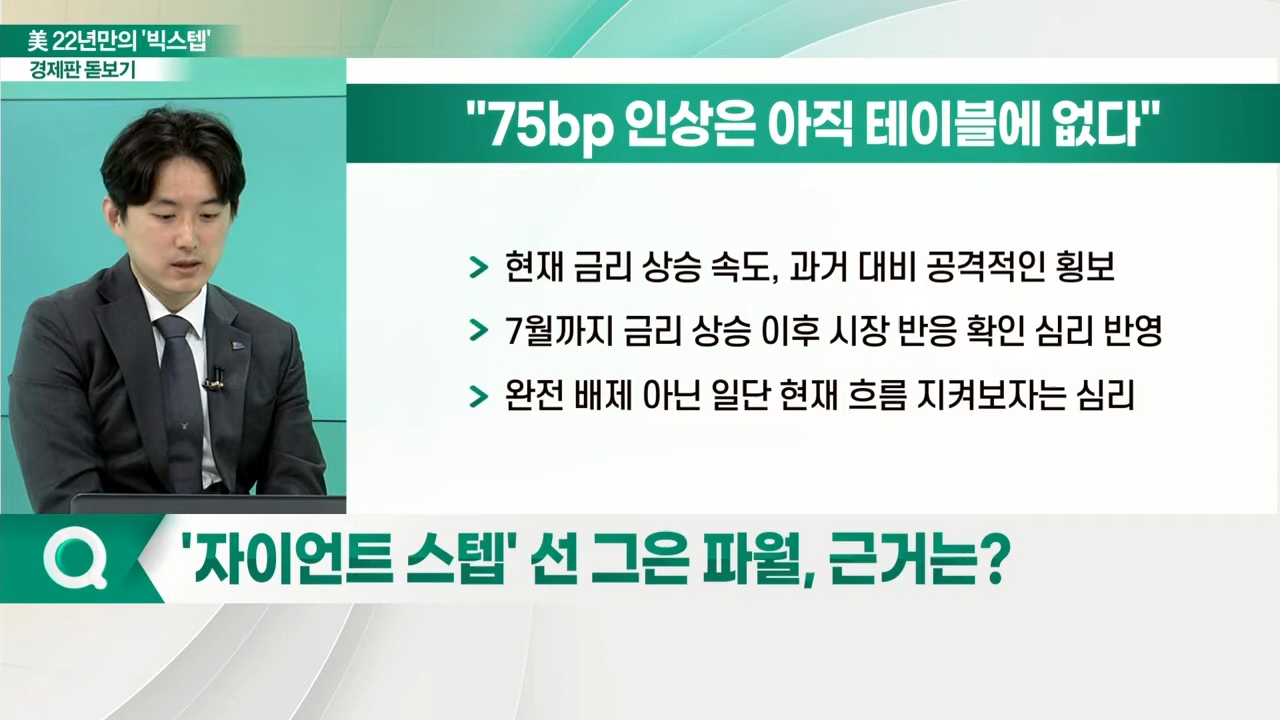 美 22년만의 '빅스텝'
경제판 돋보기
"75bp 인상은 아직 테이블에 없다"
> 현재 금리 상승 속도, 과거 대비 공격적인 횡보
> 7월까지 금리 상승 이후 시장 반응 확인 심리 반영
> 완전 배제 아닌 일단 현재 흐름 지켜보자는 심리
'자이언트 스텝' 선 그은 파월, 근거는?